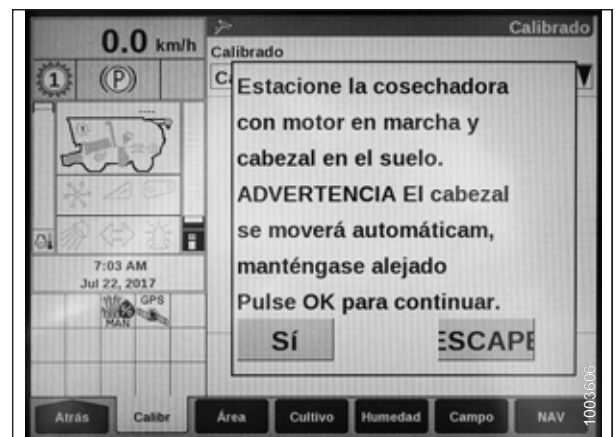 0.0 km/h
Calibrado
Calibrado
1
(P)
Ca
Estacione la cosechadora
con motor en marcha y
cabezal en el suelo.
ADVERTENCIA El cabezal
se moverá automáticam,
manténgase alejado
Pulse OK para continuar.
Sí
ESCAPE
7:03 AM
Jul 22, 2017
MAN
GPS
Atrás
Calibr
Área
Cultivo
Humedad
Campo
NAV
1003606